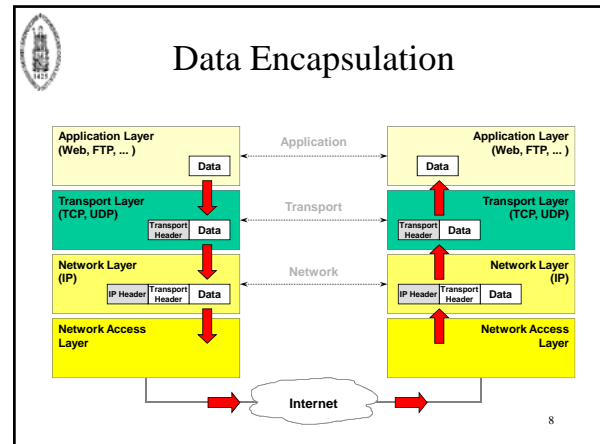 1425
Data Encapsulation
Application Layer
(Web, FTP, ... )
Data
Application
Application Layer
(Web, FTP, ... )
Data
Transport Layer
(TCP, UDP)
Transport
Header
Data
Transport
Transport Layer
(TCP, UDP)
Transport
Header
Data
Network Layer
(IP)
IP Header
Transport
Header
Data
Network
Network Layer
(IP)
IP Header
Transport
Header
Data
Network Access
Layer
Network Access
Layer
Internet
8